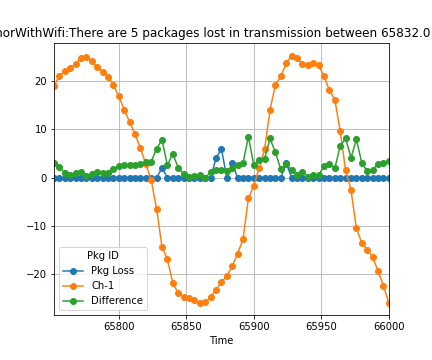 norWithWifi:There are 5 packages lost in transmission between 65832.0
20
10
0
−10
−20
Pkg ID
Pkg Loss
Ch-1
Difference
65800
65850
65900
65950
66000
Time